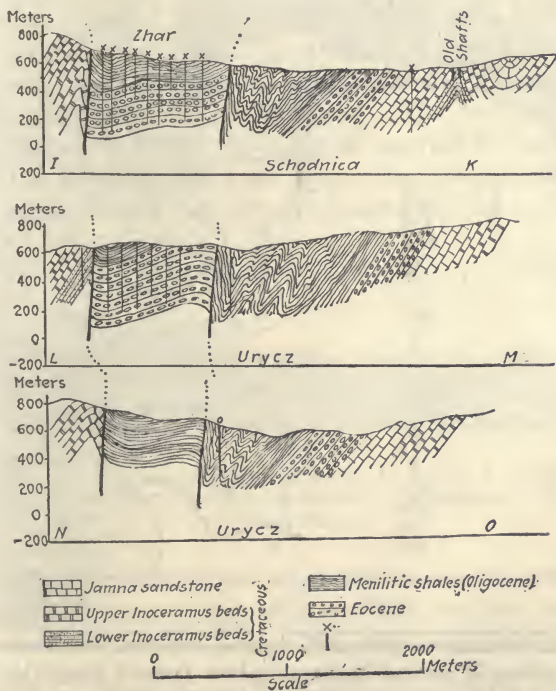 Meters
Zhar
Old Shafts
800
600
400
200
0
200
I
Schodnica
K
Meters
800
600
400
200
0
-200
L
Urycz
M
Meters
800
600
400
200
0
-200
N
Urycz
O
Jamna sandstone
Upper Inoceramus beds
Lower Inoceramus beds
Cretaceous
Menilitic shales (Oligocene)
Eocene
0 1000 2000
Meters
Scale